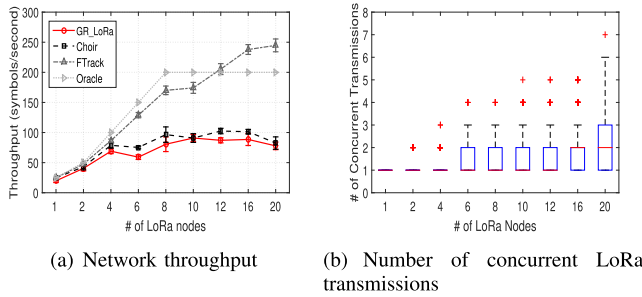 300
250
200
150
100
50
0
Throughput (symbols/second)
GR_LoRa
Choir
FTrack
Oracle
1 2 4 6 8 10 12 16 20
# of LoRa nodes
(a) Network throughput
8
7
6
5
4
3
2
1
0
# of Concurrent Transmissions
1 2 4 6 8 10 12 16 20
# of LoRa Nodes
(b) Number of concurrent LoRa
transmissions